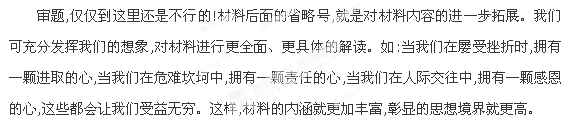 审题,仅仅到这里还是不行的!材料后面的省略号,就是对材料内容的进一步拓展。我们
可充分发挥我们的想象,对材料进行更全面、更具体的解读。如:当我们在屡受挫折时,拥有
一颗进取的心,当我们在危难坎坷中,拥有一颗责任的心,当我们在人际交往中,拥有一颗感恩
的心,这些都会让我们受益无穷。这样,材料的内涵就更加丰富,彰显的思想境界就更高。